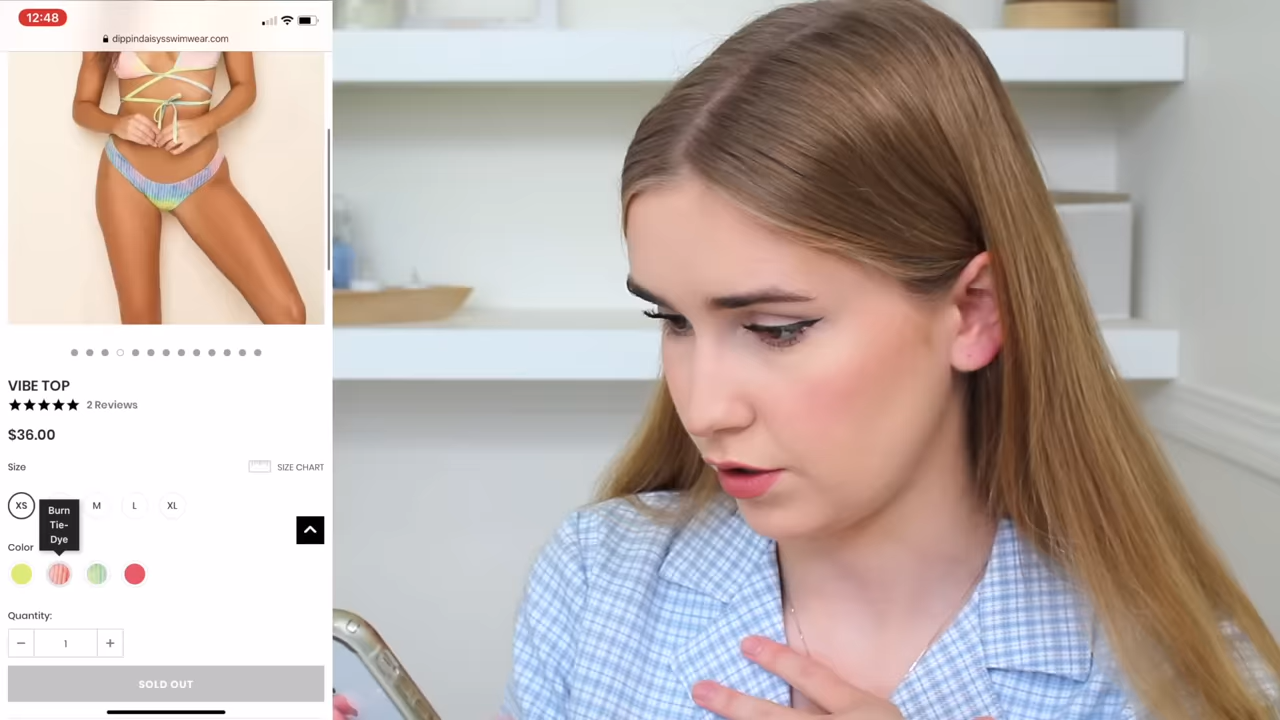 12:48
dippindaisysswimwear.com
VIBE TOP
2 Reviews
$36.00
Size
SIZE CHART
XS
M
L
XL
Burn
Tie-
Dye
Color
Quantity:
1
SOLD OUT